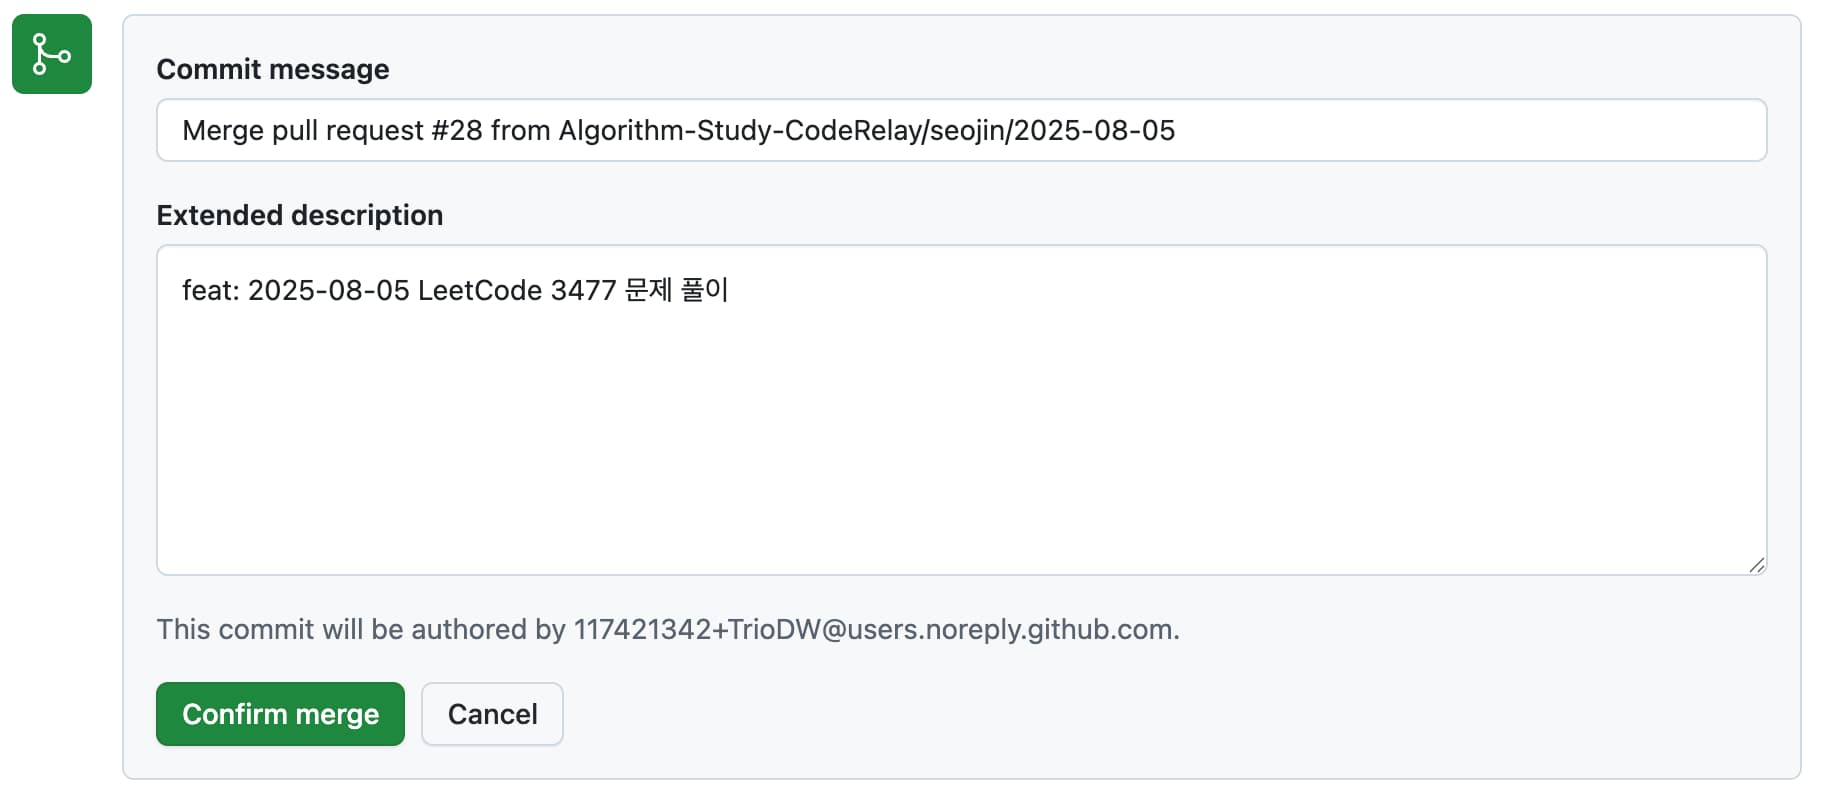 Commit message
Merge pull request #28 from Algorithm-Study-CodeRelay/seojin/2025-08-05
Extended description
feat: 2025-08-05 LeetCode 3477 문제 풀이
This commit will be authored by 117421342+TrioDW@users.noreply.github.com.
Confirm merge
Cancel